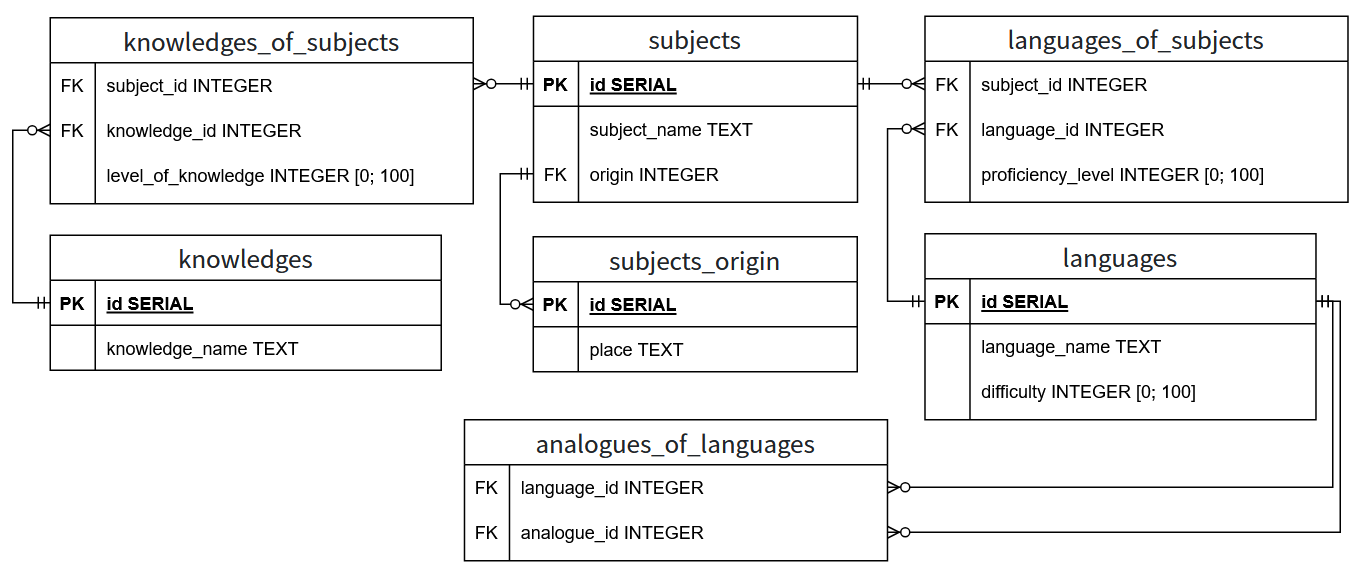 knowledges_of_subjects
FK subject_id INTEGER
FK knowledge_id INTEGER
level_of_knowledge INTEGER [0; 100]
subjects
PK id SERIAL
subject_name TEXT
FK origin INTEGER
languages_of_subjects
FK subject_id INTEGER
FK language_id INTEGER
proficiency_level INTEGER [0; 100]
knowledges
PK id SERIAL
knowledge_name TEXT
subjects_origin
PK id SERIAL
place TEXT
languages
PK id SERIAL
language_name TEXT
difficulty INTEGER [0; 100]
analogues_of_languages
FK language_id INTEGER
FK analogue_id INTEGER